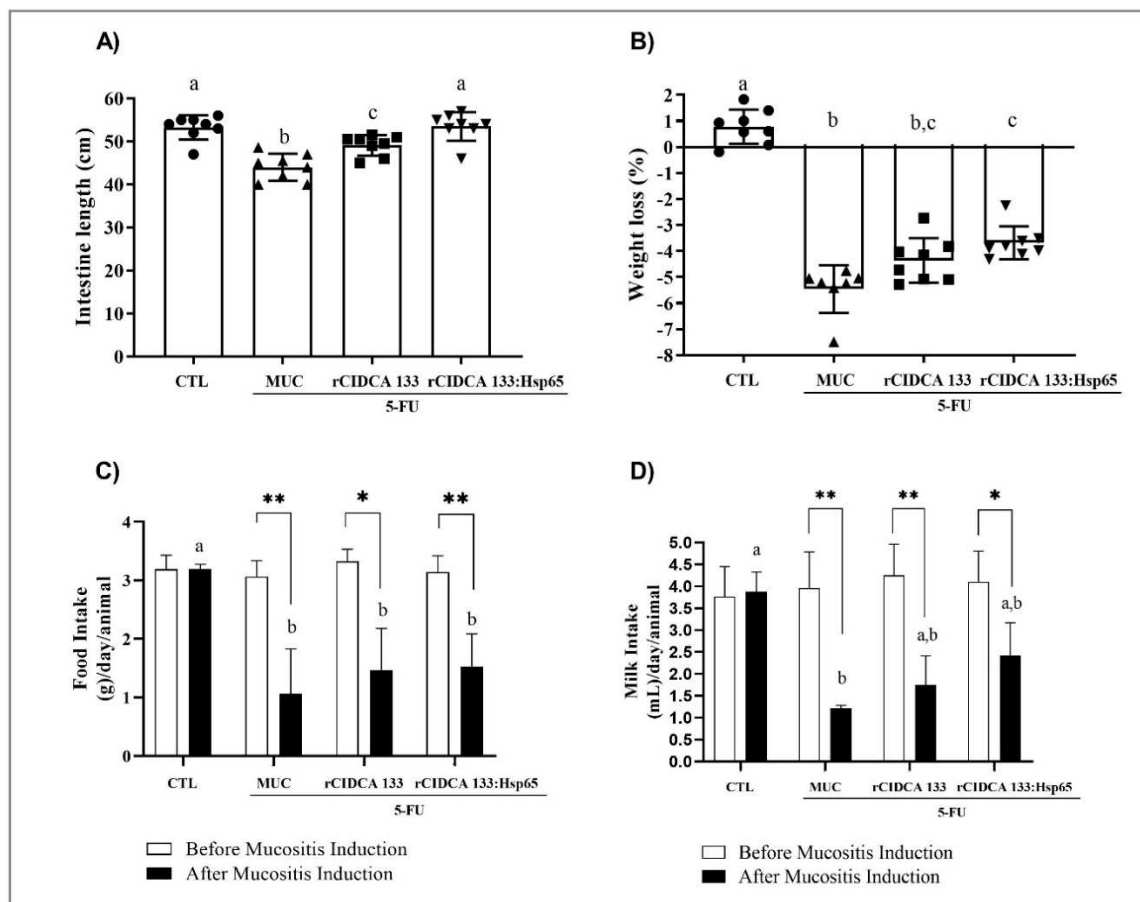 A)
Intestine length (cm)
60
50
40
30
20
10
0
a
b
c
a
CTL
MUC
rCIDCA 133
rCIDCA 133:Hsp65
5-FU
B)
Weight loss (%)
2
1
0
-1
-2
-3
-4
-5
-6
-7
-8
a
b
b,c
c
CTL
MUC
rCIDCA 133
rCIDCA 133:Hsp65
5-FU
C)
Food Intake
(g)/day/animal
4
3
2
1
0
**
*
**
a
b
b
b
CTL
MUC
rCIDCA 133
rCIDCA 133:Hsp65
5-FU
Before Mucositis Induction
After Mucositis Induction
D)
Milk Intake
(mL)/day/animal
5.0
4.5
4.0
3.5
3.0
2.5
2.0
1.5
1.0
0.5
0.0
**
**
*
a
b
a,b
a,b
CTL
MUC
rCIDCA 133
rCIDCA 133:Hsp65
5-FU
Before Mucositis Induction
After Mucositis Induction